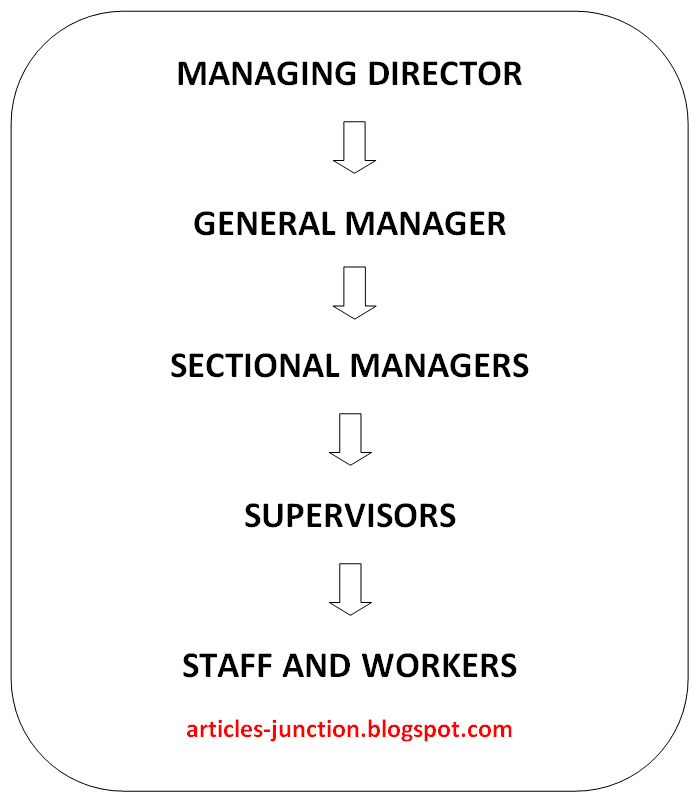 MANAGING DIRECTOR
GENERAL MANAGER
SECTIONAL MANAGERS
SUPERVISORS
STAFF AND WORKERS
articles-junction.blogspot.com